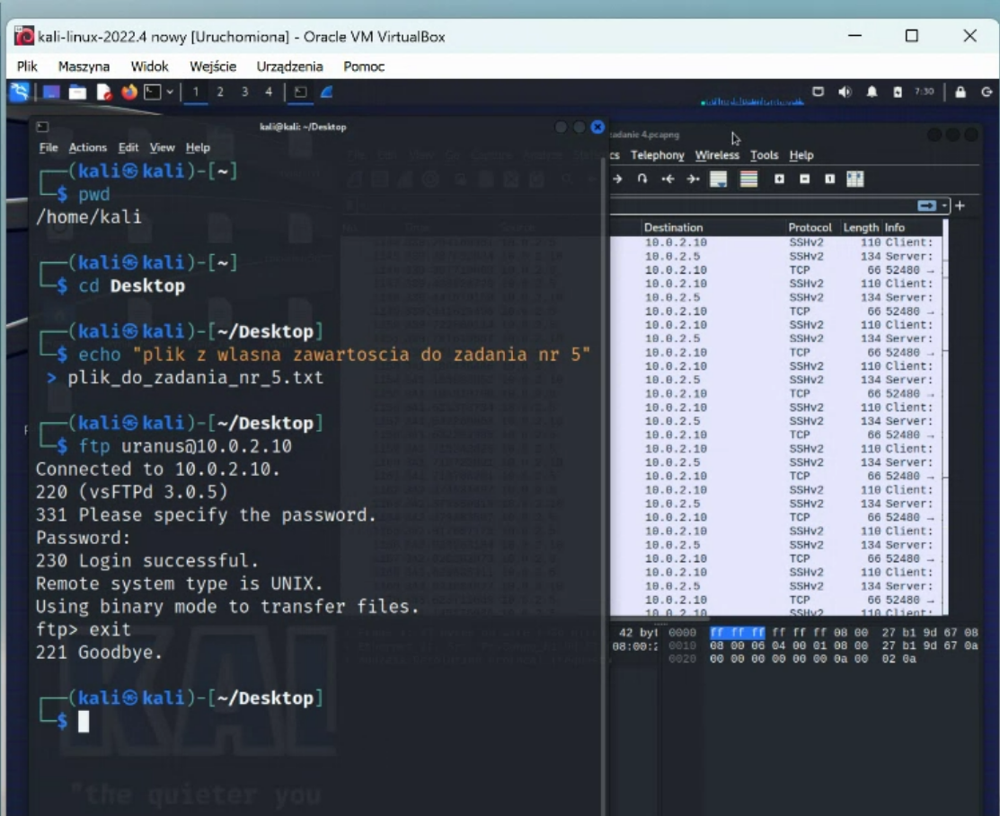 kali-linux-2022.4 nowy [Uruchomiona] - Oracle VM VirtualBox
Plik Maszyna Widok Wejście Urządzenia Pomoc
1 2 3 4
7:30
kali@kali: ~/Desktop
File Actions Edit View Help
(kali㉿kali)-[~]
$ pwd
/home/kali
(kali㉿kali)-[~]
$ cd Desktop
(kali㉿kali)-[~/Desktop]
$ echo "plik z wlasna zawartoscia do zadania nr 5"
> plik_do_zadania_nr_5.txt
(kali㉿kali)-[~/Desktop]
$ ftp uranus@10.0.2.10
Connected to 10.0.2.10.
220 (vsFTPd 3.0.5)
331 Please specify the password.
Password:
230 Login successful.
Remote system type is UNIX.
Using binary mode to transfer files.
ftp> exit
221 Goodbye.
(kali㉿kali)-[~/Desktop]
$
KALI
"the quieter you
zadanie 4.pcapng
cs Telephony Wireless Tools Help
Destination Protocol Length Info
10.0.2.10 SSHv2 110 Client:
10.0.2.5 SSHv2 134 Server:
10.0.2.10 TCP 66 52480 →
10.0.2.10 SSHv2 110 Client:
10.0.2.5 SSHv2 134 Server:
10.0.2.10 TCP 66 52480 →
10.0.2.10 SSHv2 110 Client:
10.0.2.5 SSHv2 134 Server:
10.0.2.10 TCP 66 52480 →
10.0.2.10 SSHv2 110 Client:
10.0.2.5 SSHv2 134 Server:
10.0.2.10 TCP 66 52480 →
10.0.2.10 SSHv2 110 Client:
10.0.2.5 SSHv2 134 Server:
10.0.2.10 TCP 66 52480 →
10.0.2.10 SSHv2 110 Client:
10.0.2.5 SSHv2 134 Server:
10.0.2.10 TCP 66 52480 →
10.0.2.10 SSHv2 110 Client:
10.0.2.5 SSHv2 134 Server:
10.0.2.10 TCP 66 52480 →
10.0.2.10 SSHv2 110 Client:
10.0.2.5 SSHv2 134 Server:
10.0.2.10 TCP 66 52480 →
10.0.2.10 SSHv2 110 Client:
10.0.2.5 SSHv2 134 Server:
10.0.2.10 TCP 66 52480 →
10.0.2.10 SSHv2 110 Client:
42 byt 0000 ff ff ff ff ff ff 08 00 27 b1 9d 67 08
08:00:2 0010 08 00 06 04 00 01 08 00 27 b1 9d 67 0a
0020 00 00 00 00 00 00 0a 00 02 0a